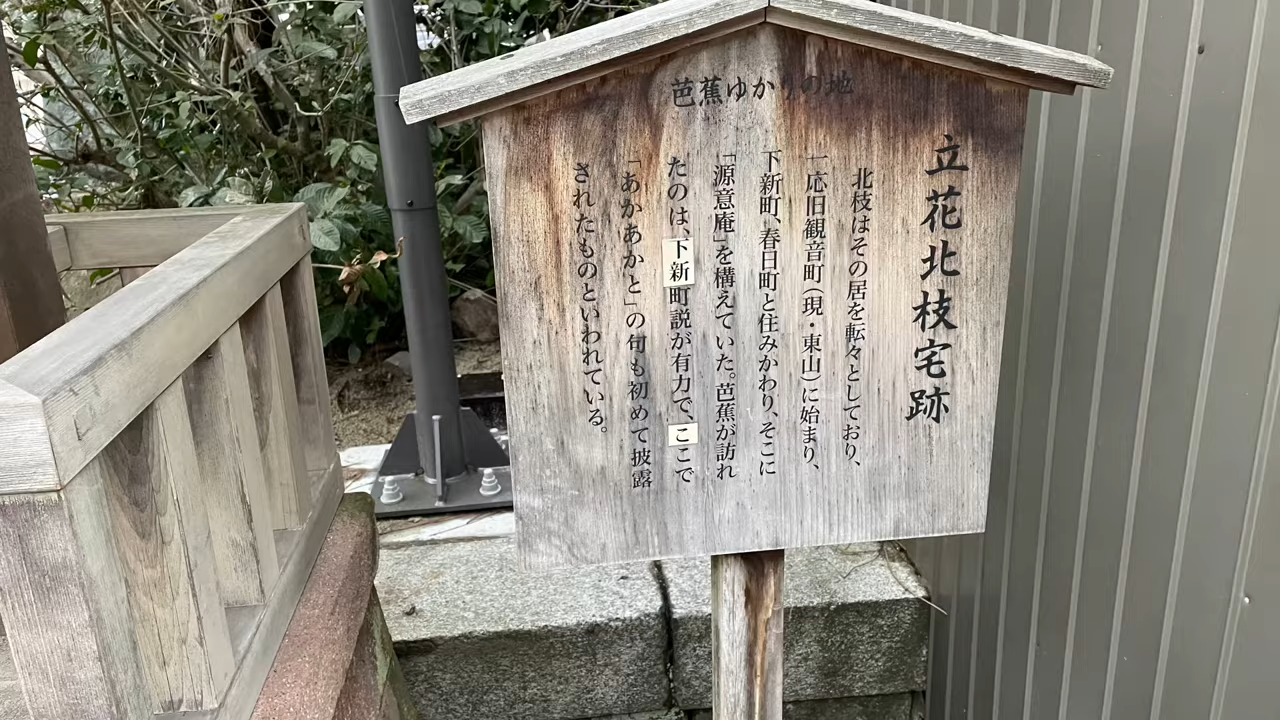 芭蕉ゆかりの地
立花北枝宅跡
北枝はその居を転々としており、
一応旧観音町(現・東山)に始まり、
下新町、春日町と住みかわり、そこに
「源意庵」を構えていた。芭蕉が訪れ
たのは、下新町説が有力で、ここで
「あかあかと」の句も初めて披露
されたものといわれている。